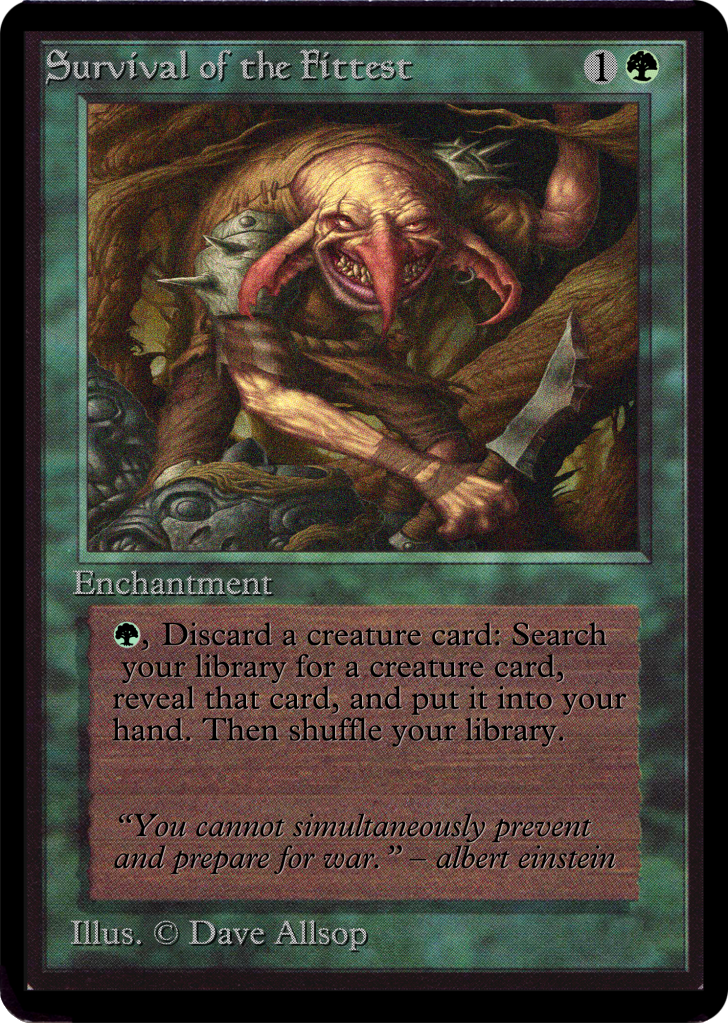 Survival of the Fittest 1
Enchantment
, Discard a creature card: Search
your library for a creature card,
reveal that card, and put it into your
hand. Then shuffle your library.
“You cannot simultaneously prevent
and prepare for war.” – albert einstein
Illus. © Dave Allsop